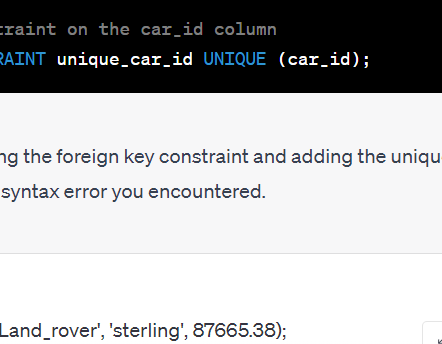 traint on the car_id column
RAINT unique_car_id UNIQUE (car_id);
ng the foreign key constraint and adding the uniqu
syntax error you encountered.
Land_rover', 'sterling', 87665.38);